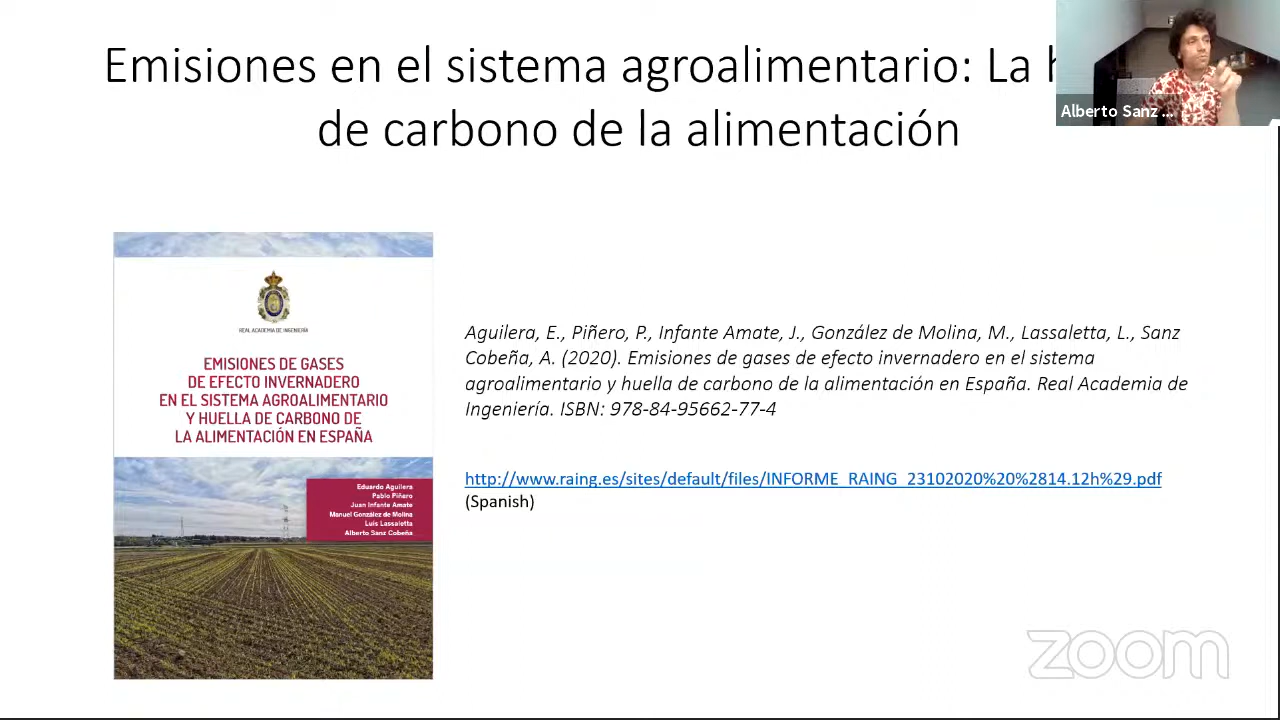 Emisiones en el sistema agroalimentario: La
de carbono de la alimentación
Alberto Sanz ...
REAL ACADEMIA DE INGENIERÍA
EMISIONES DE GASES
DE EFECTO INVERNADERO
EN EL SISTEMA AGROALIMENTARIO
Y HUELLA DE CARBONO DE
LA ALIMENTACIÓN EN ESPAÑA
Eduardo Aguilera
Pablo Piñero
Juan Infante Amate
Manuel González de Molina
Luis Lassaletta
Alberto Sanz Cobeña
Aguilera, E., Piñero, P., Infante Amate, J., González de Molina, M., Lassaletta, L., Sanz
Cobeña, A. (2020). Emisiones de gases de efecto invernadero en el sistema
agroalimentario y huella de carbono de la alimentación en España. Real Academia de
Ingeniería. ISBN: 978-84-95662-77-4
http://www.raing.es/sites/default/files/INFORME_RAING_23102020%20%2814.12h%29.pdf
(Spanish)
zoom